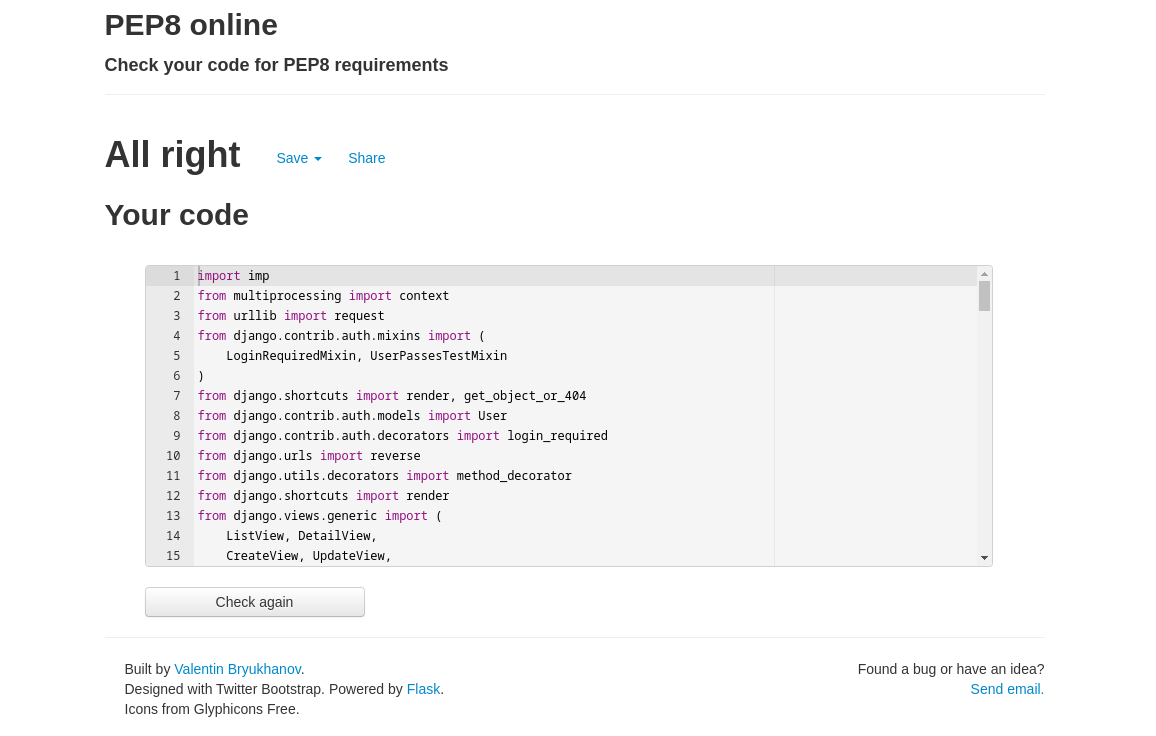 PEP8 online
Check your code for PEP8 requirements
All right
Save
Share
Your code
1 import imp
2 from multiprocessing import context
3 from urllib import request
4 from django.contrib.auth.mixins import (
5     LoginRequiredMixin, UserPassesTestMixin
6 )
7 from django.shortcuts import render, get_object_or_404
8 from django.contrib.auth.models import User
9 from django.contrib.auth.decorators import login_required
10 from django.urls import reverse
11 from django.utils.decorators import method_decorator
12 from django.shortcuts import render
13 from django.views.generic import (
14     ListView, DetailView,
15     CreateView, UpdateView,
Check again
Built by Valentin Bryukhanov.
Designed with Twitter Bootstrap. Powered by Flask.
Icons from Glyphicons Free.
Found a bug or have an idea?
Send email.